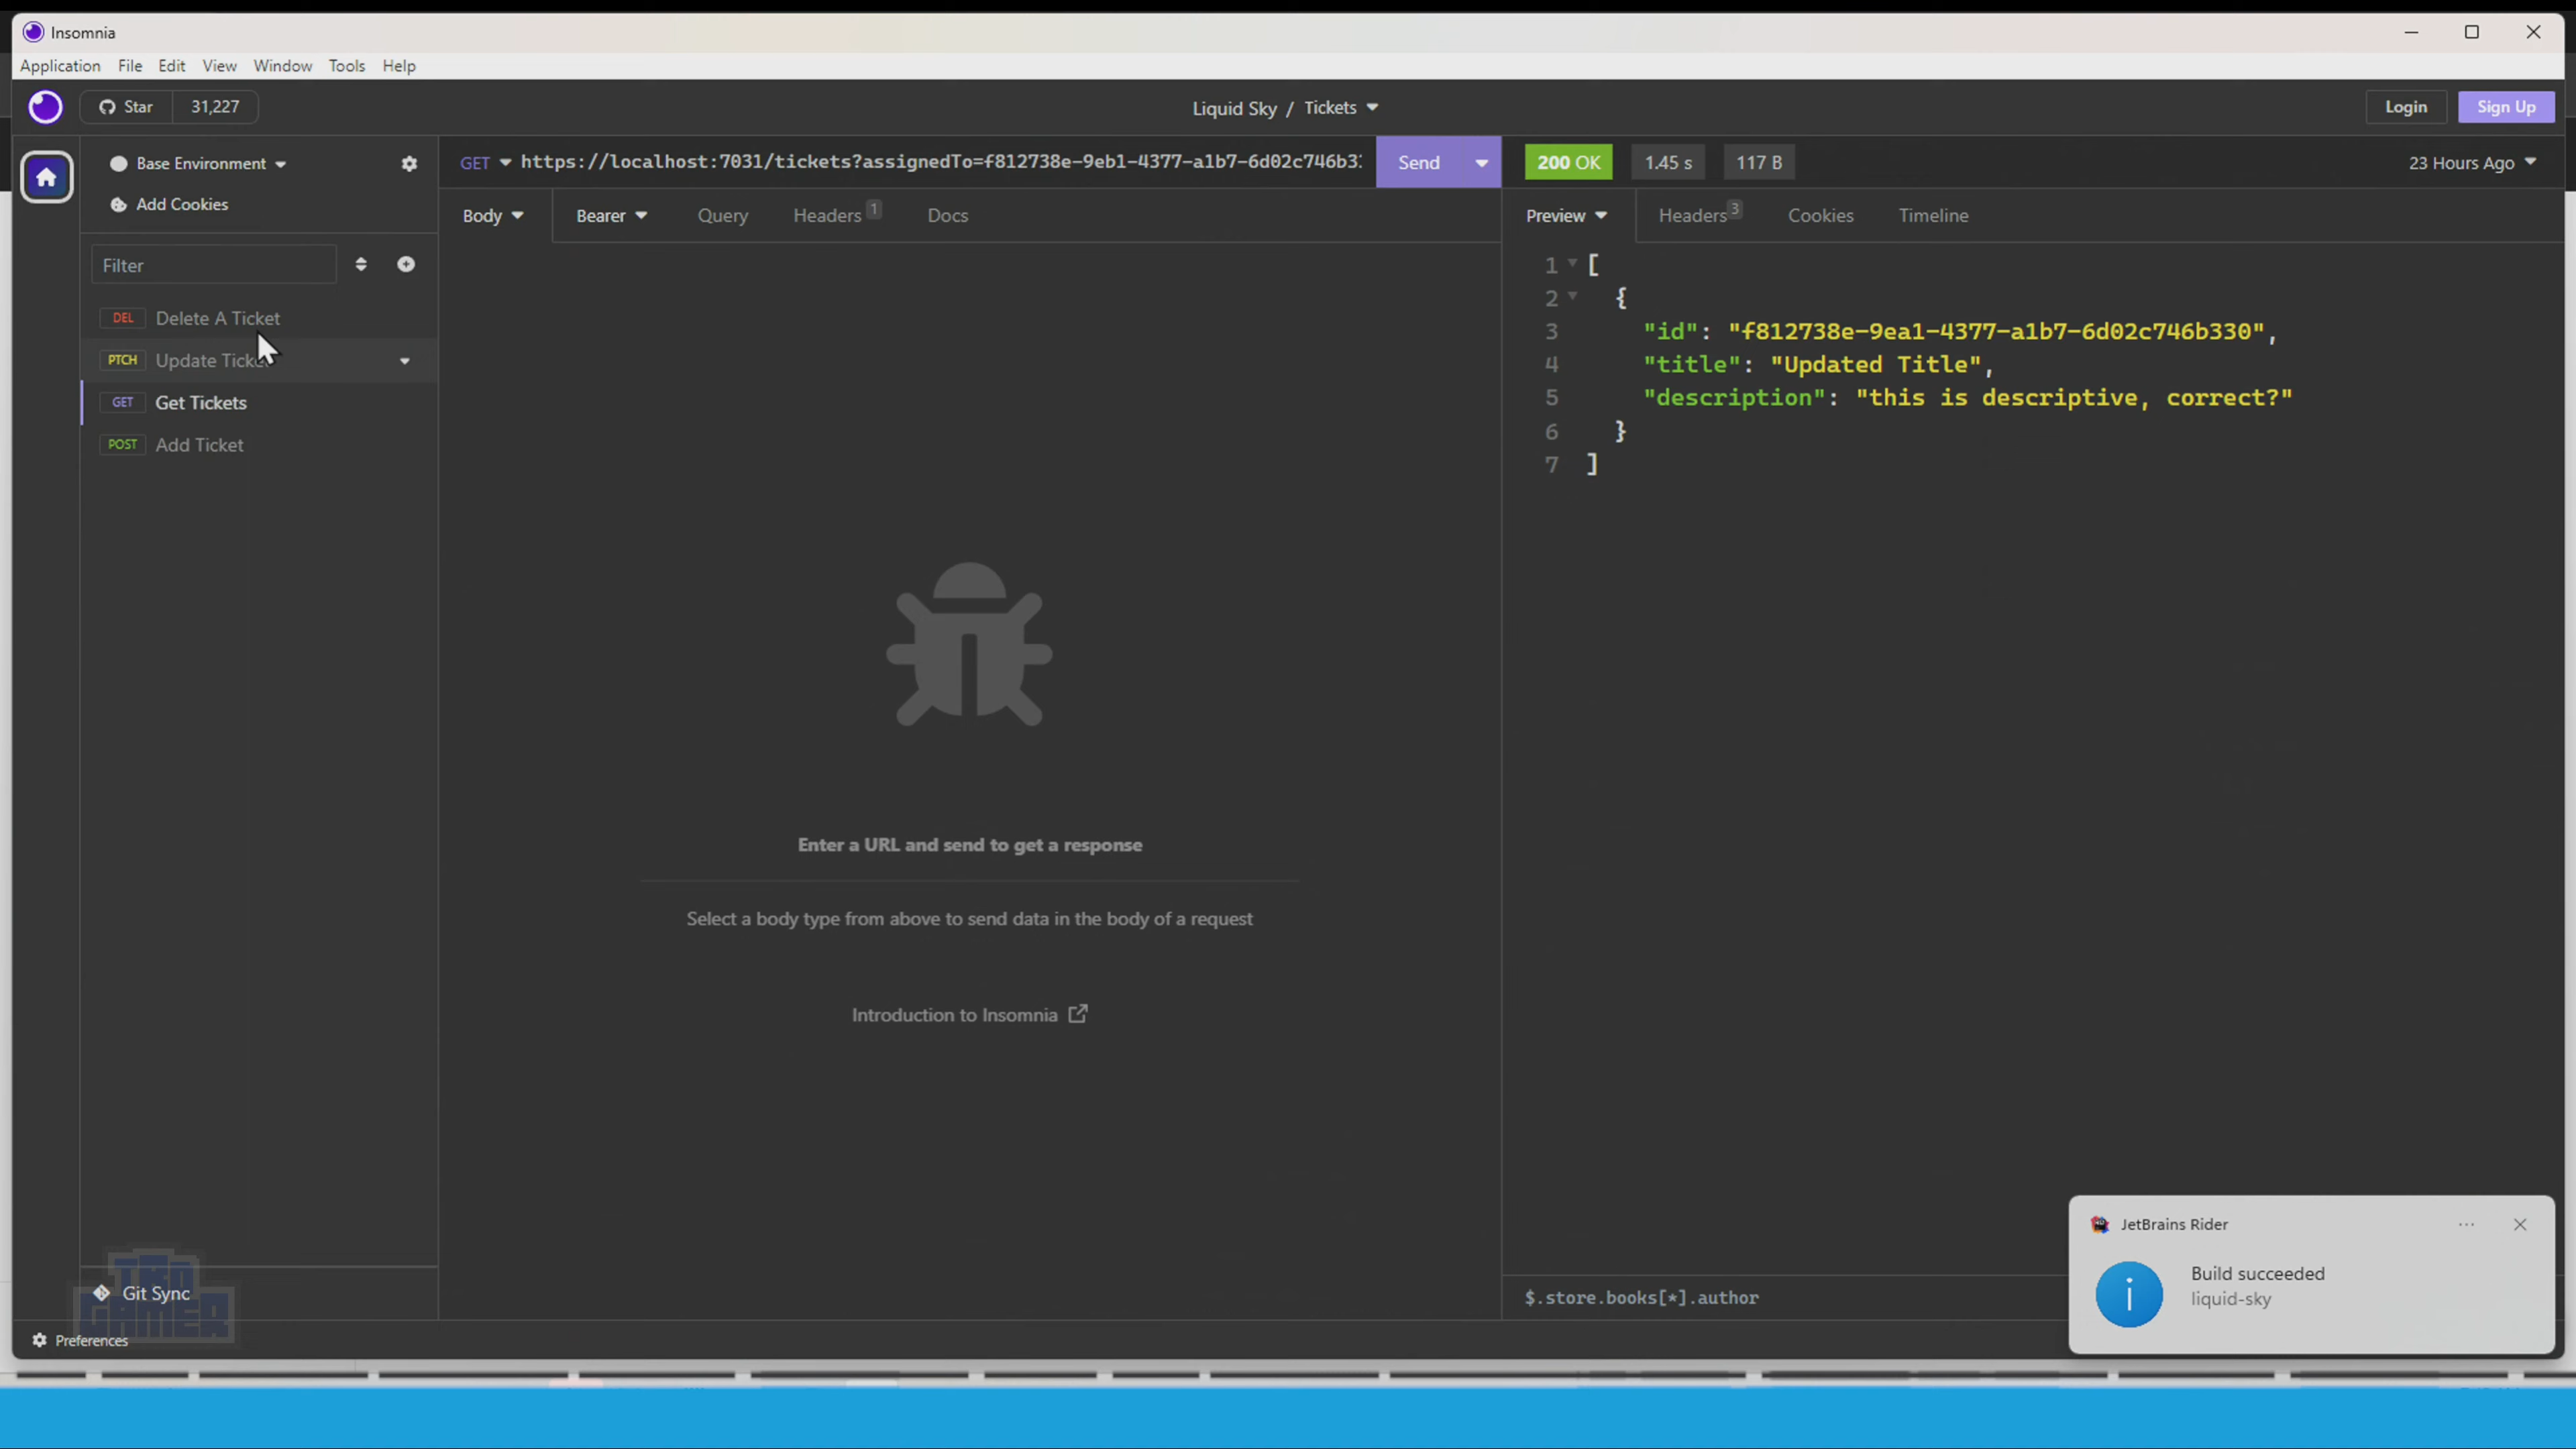 Insomnia
Application File Edit View Window Tools Help
Star 31,227
Liquid Sky / Tickets
Login Sign Up
Base Environment
GET https://localhost:7031/tickets?assignedTo=f812738e-9eb1-4377-a1b7-6d02c746b3
Send
200 OK 1.45 s 117 B
23 Hours Ago
Add Cookies
Body Bearer Query Headers 1 Docs
Preview Headers 3 Cookies Timeline
Filter
DEL Delete A Ticket
PTCH Update Ticket
GET Get Tickets
POST Add Ticket
1 [
2 {
3 "id": "f812738e-9ea1-4377-a1b7-6d02c746b330",
4 "title": "Updated Title",
5 "description": "this is descriptive, correct?"
6 }
7 ]
Enter a URL and send to get a response
Select a body type from above to send data in the body of a request
Introduction to Insomnia
$.store.books[*].author
JetBrains Rider
Build succeeded
liquid-sky
Git Sync
Preferences